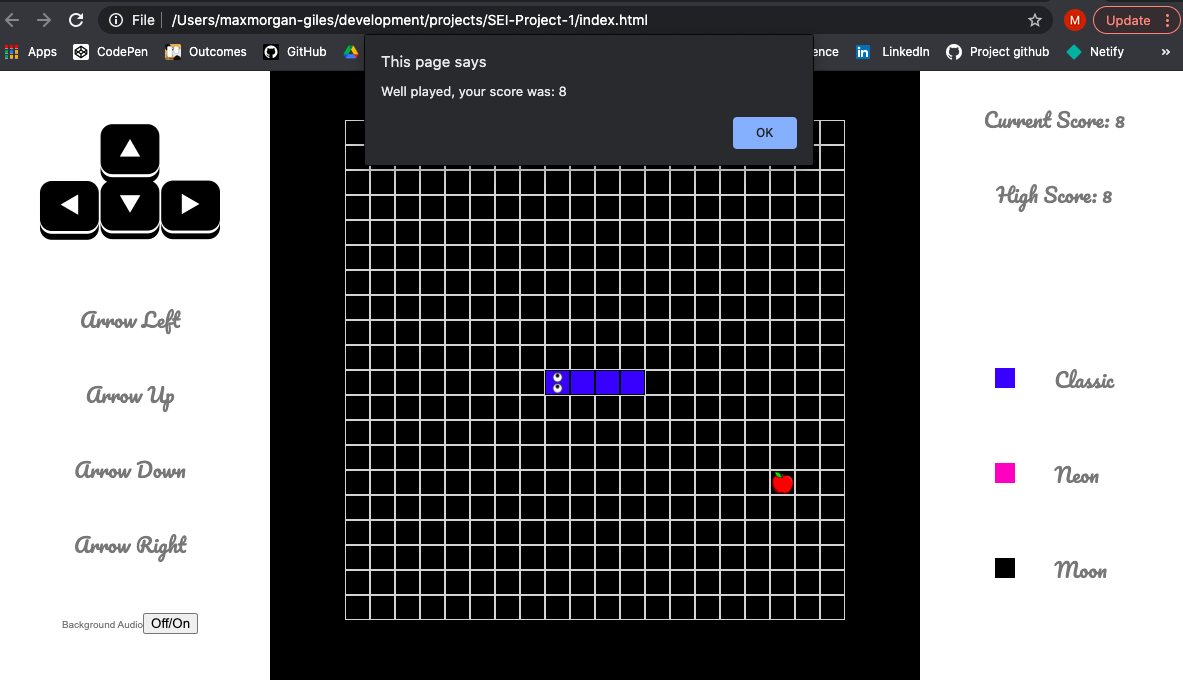 File /Users/maxmorgan-giles/development/projects/SEI-Project-1/index.html M Update
Apps CodePen Outcomes GitHub ence in LinkedIn Project github Netify »
This page says
Well played, your score was: 8
OK
Current Score: 8
High Score: 8
Arrow Left
Arrow Up
Arrow Down
Arrow Right
Background Audio Off/On
Classic
Neon
Moon